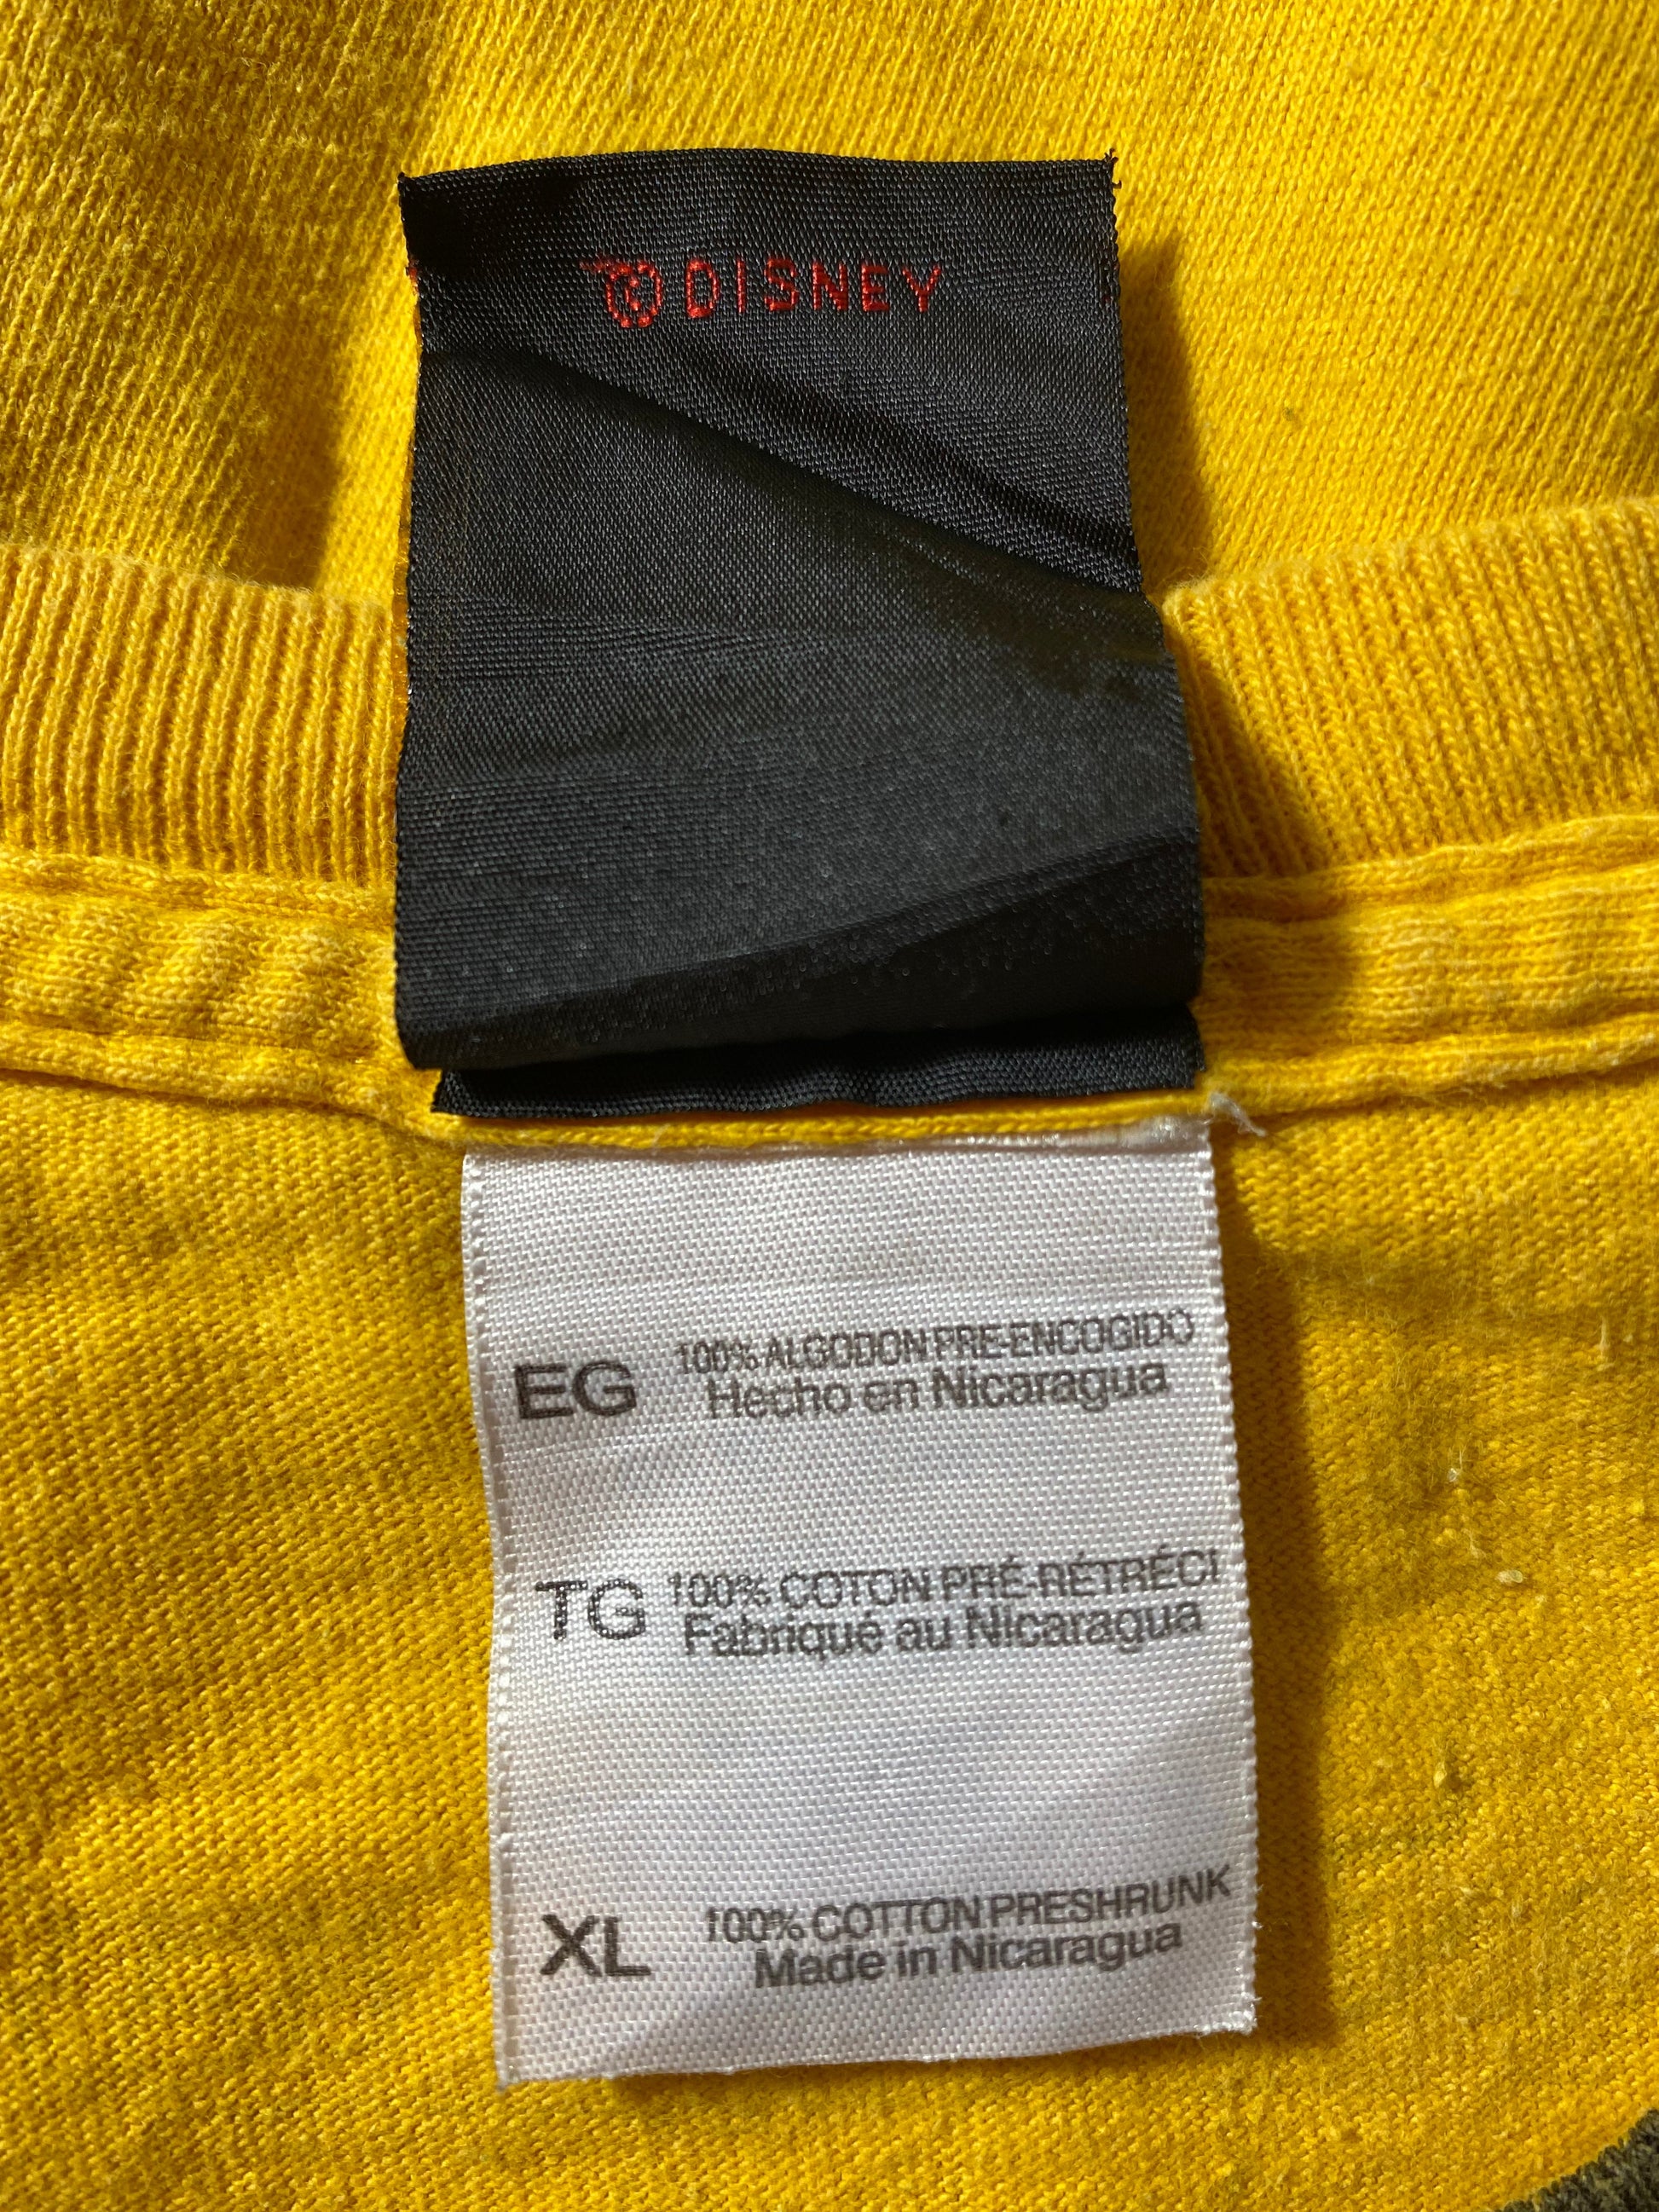 © DISNEY
EG 100% ALGODON PRE-ENCOGIDO
Hecho en Nicaragua
TG 100% COTON PRÉ-RÉTRÉCI
Fabriqué au Nicaragua
XL 100% COTTON PRESHRUNK
Made in Nicaragua